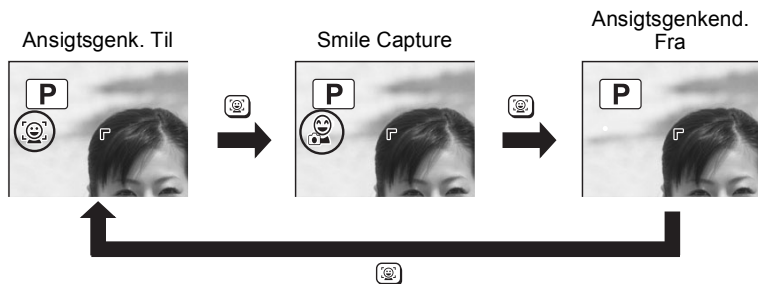 Ansigtsgenk. Til
Smile Capture
Ansigtsgenkend.
Fra
P
P
P